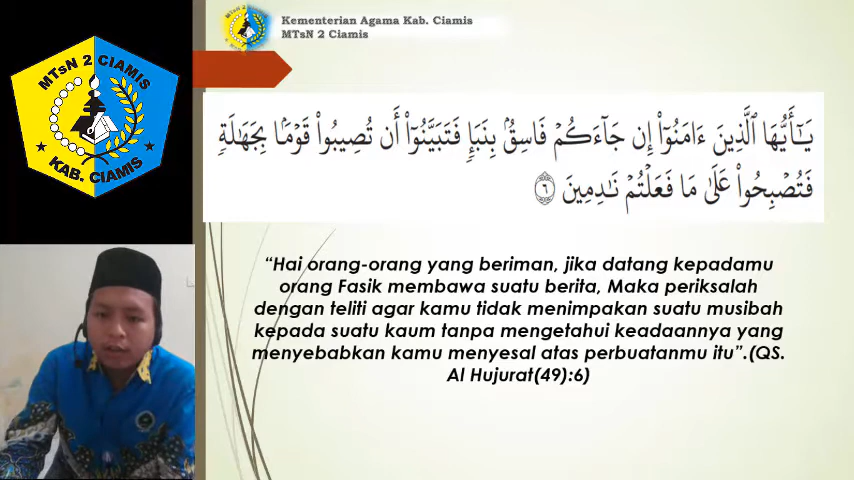 MTsN 2 CIAMIS
KAB. CIAMIS
Kementerian Agama Kab. Ciamis
MTsN 2 Ciamis
يَـٰٓأَيُّهَا ٱلَّذِينَ ءَامَنُوٓا۟ إِن جَآءَكُمْ فَاسِقٌۢ بِنَبَإٍ فَتَبَيَّنُوٓا۟ أَن تُصِيبُوا۟ قَوْمًۢا بِجَهَـٰلَةٍ
فَتُصْبِحُوا۟ عَلَىٰ مَا فَعَلْتُمْ نَـٰدِمِينَ ٦
“Hai orang-orang yang beriman, jika datang kepadamu
orang Fasik membawa suatu berita, Maka periksalah
dengan teliti agar kamu tidak menimpakan suatu musibah
kepada suatu kaum tanpa mengetahui keadaannya yang
menyebabkan kamu menyesal atas perbuatanmu itu”.(QS.
Al Hujurat(49):6)